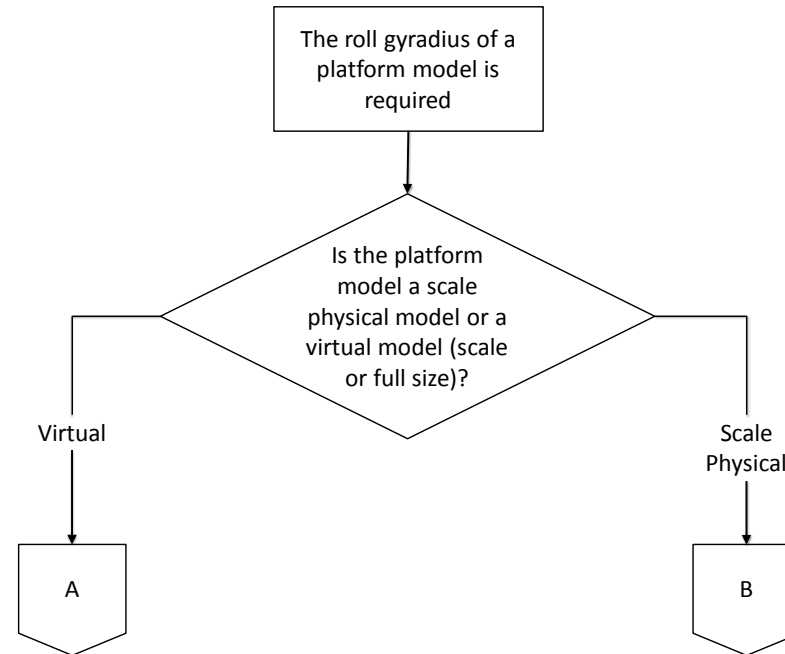 The roll gyradius of a
platform model is
required
Is the platform
model a scale
physical model or a
virtual model (scale
or full size)?
Virtual
Scale
Physical
A
B